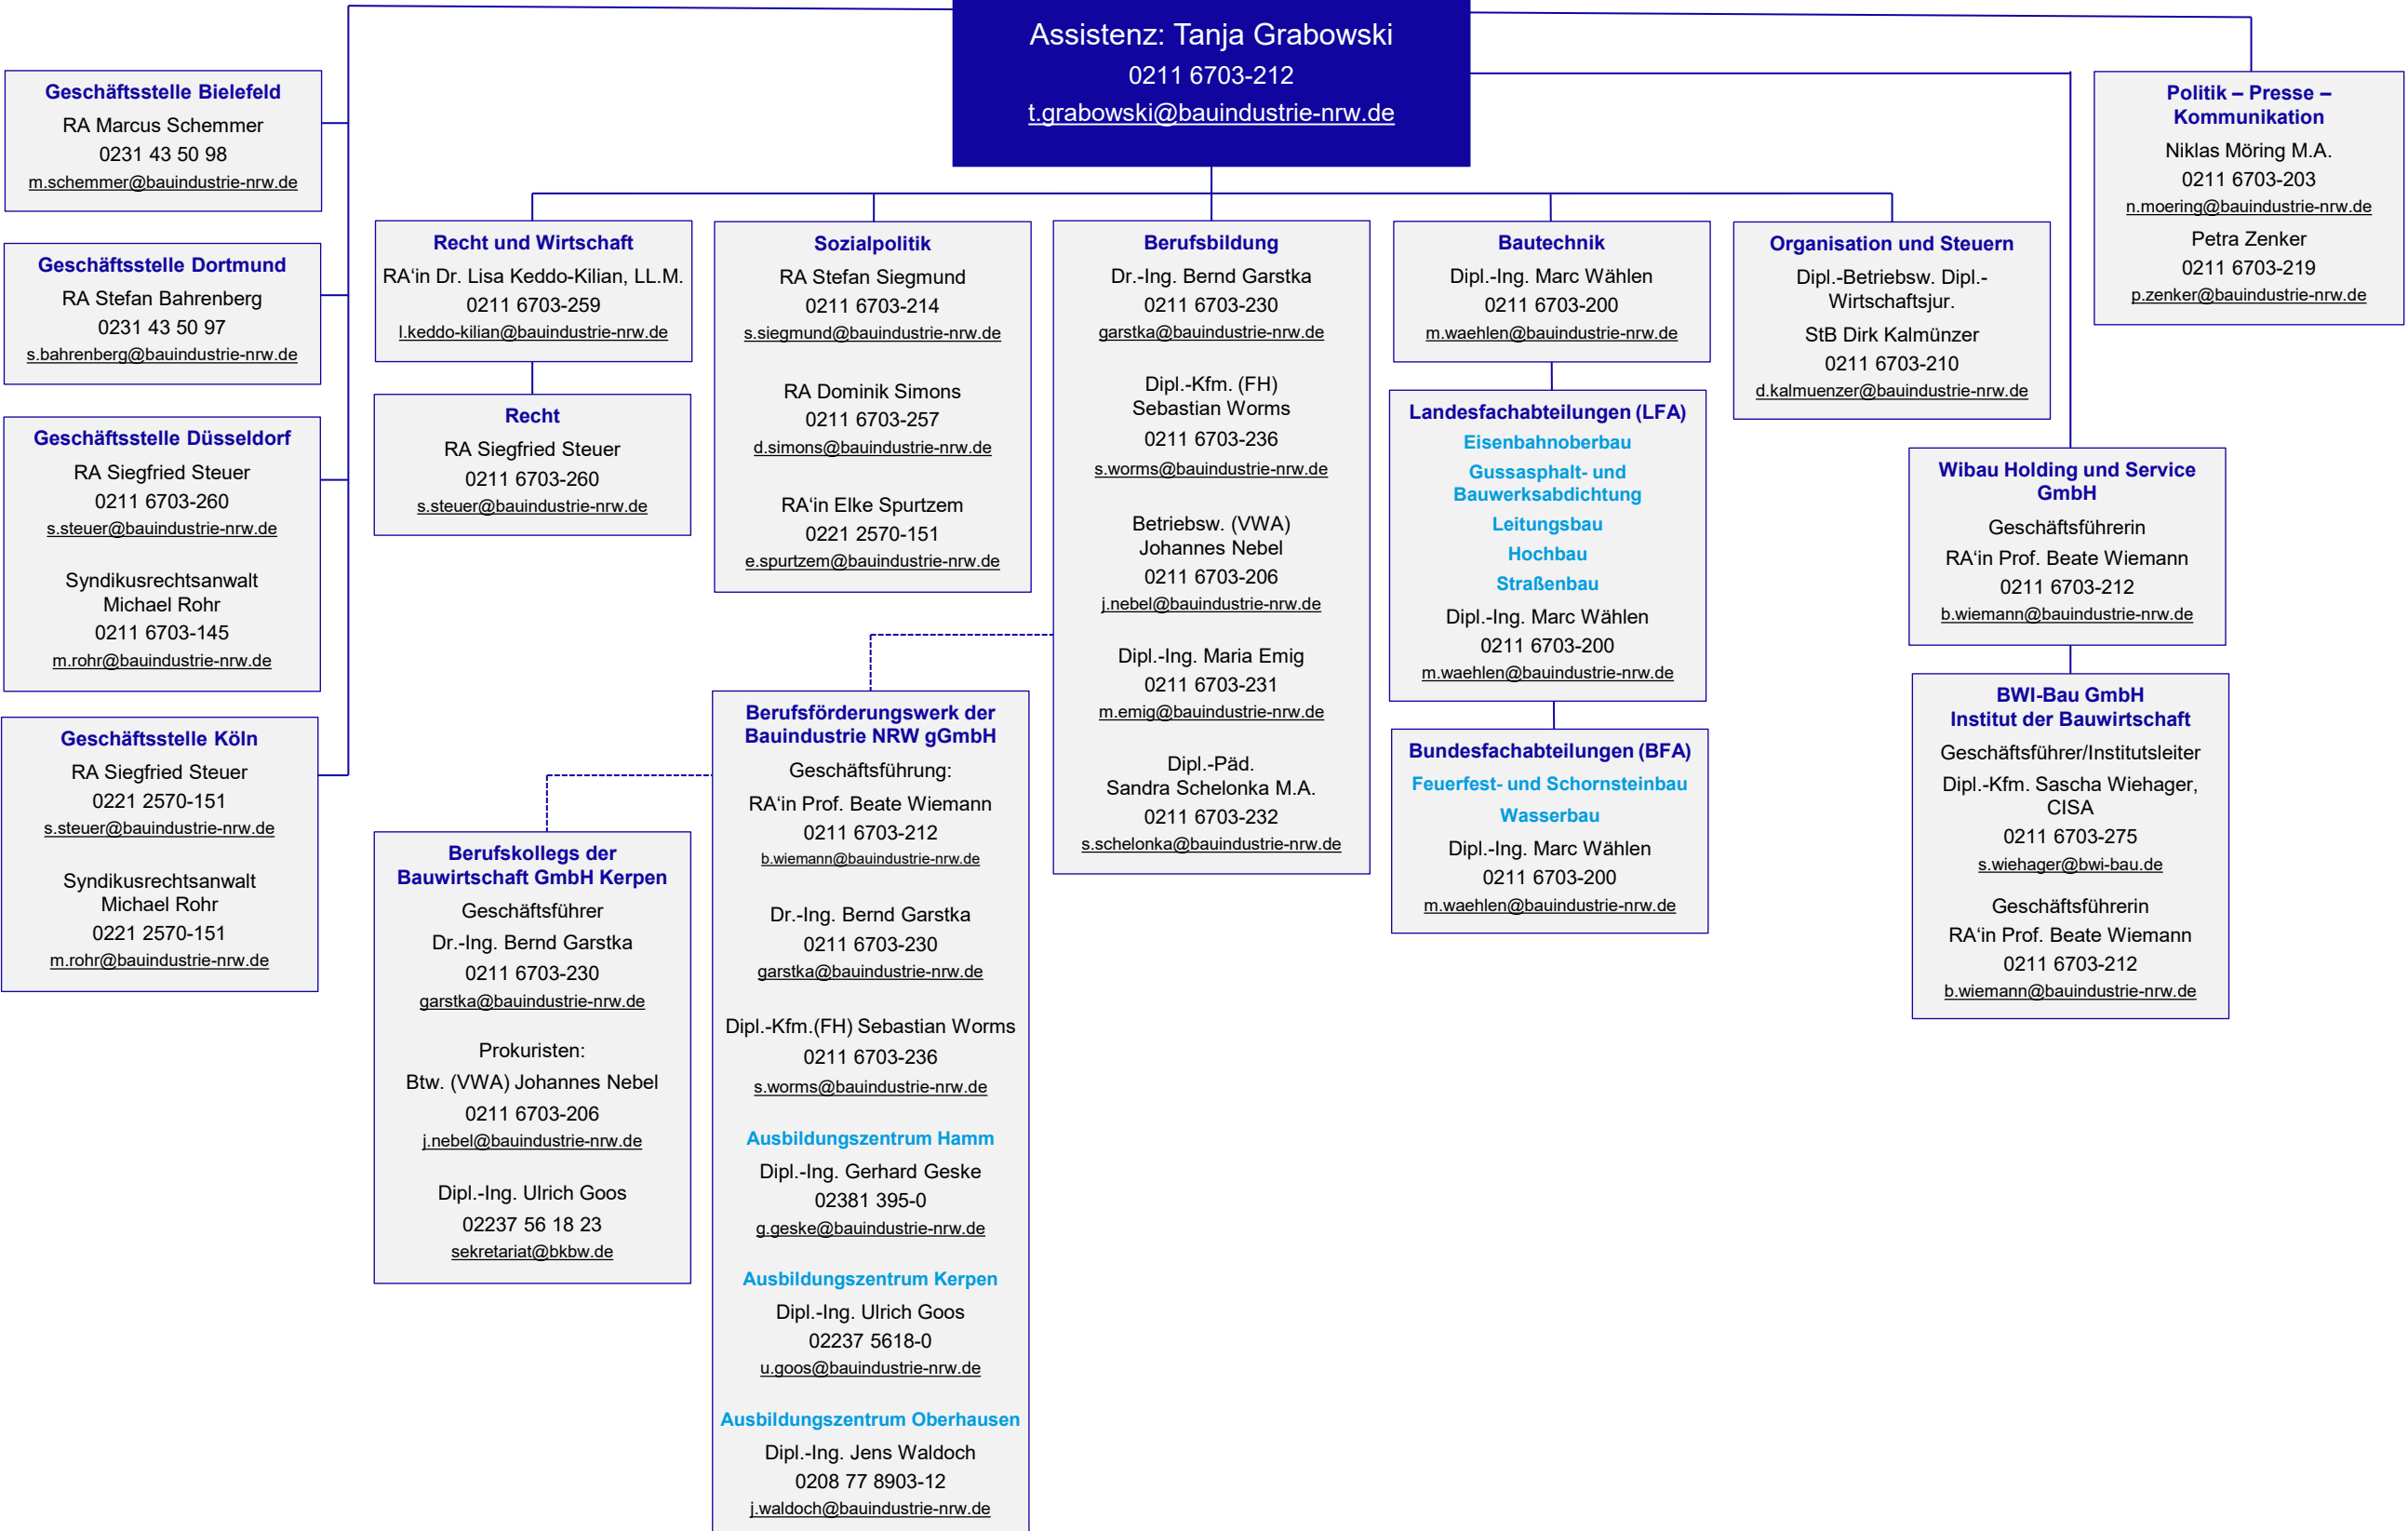 Assistenz: Tanja Grabowski
0211 6703-212
t.grabowski@bauindustrie-nrw.de
Geschäftsstelle Bielefeld
RA Marcus Schemmer
0231 43 50 98
m.schemmer@bauindustrie-nrw.de
Geschäftsstelle Dortmund
RA Stefan Bahrenberg
0231 43 50 97
s.bahrenberg@bauindustrie-nrw.de
Geschäftsstelle Düsseldorf
RA Siegfried Steuer
0211 6703-260
s.steuer@bauindustrie-nrw.de
Syndikusrechtsanwalt
Michael Rohr
0211 6703-145
m.rohr@bauindustrie-nrw.de
Geschäftsstelle Köln
RA Siegfried Steuer
0221 2570-151
s.steuer@bauindustrie-nrw.de
Syndikusrechtsanwalt
Michael Rohr
0221 2570-151
m.rohr@bauindustrie-nrw.de
Recht und Wirtschaft
RA‘in Dr. Lisa Keddo-Kilian, LL.M.
0211 6703-259
l.keddo-kilian@bauindustrie-nrw.de
Recht
RA Siegfried Steuer
0211 6703-260
s.steuer@bauindustrie-nrw.de
Sozialpolitik
RA Stefan Siegmund
0211 6703-214
s.siegmund@bauindustrie-nrw.de
RA Dominik Simons
0211 6703-257
d.simons@bauindustrie-nrw.de
RA‘in Elke Spurtzem
0221 2570-151
e.spurtzem@bauindustrie-nrw.de
Berufsbildung
Dr.-Ing. Bernd Garstka
0211 6703-230
garstka@bauindustrie-nrw.de
Dipl.-Kfm. (FH)
Sebastian Worms
0211 6703-236
s.worms@bauindustrie-nrw.de
Betriebsw. (VWA)
Johannes Nebel
0211 6703-206
j.nebel@bauindustrie-nrw.de
Dipl.-Ing. Maria Emig
0211 6703-231
m.emig@bauindustrie-nrw.de
Dipl.-Päd.
Sandra Schelonka M.A.
0211 6703-232
s.schelonka@bauindustrie-nrw.de
Bautechnik
Dipl.-Ing. Marc Wählen
0211 6703-200
m.waehlen@bauindustrie-nrw.de
Landesfachabteilungen (LFA)
Eisenbahnoberbau
Gussasphalt- und
Bauwerksabdichtung
Leitungsbau
Hochbau
Straßenbau
Dipl.-Ing. Marc Wählen
0211 6703-200
m.waehlen@bauindustrie-nrw.de
Bundesfachabteilungen (BFA)
Feuerfest- und Schornsteinbau
Wasserbau
Dipl.-Ing. Marc Wählen
0211 6703-200
m.waehlen@bauindustrie-nrw.de
Organisation und Steuern
Dipl.-Betriebsw. Dipl.-
Wirtschaftsjur.
StB Dirk Kalmünzer
0211 6703-210
d.kalmuenzer@bauindustrie-nrw.de
Politik – Presse –
Kommunikation
Niklas Möring M.A.
0211 6703-203
n.moering@bauindustrie-nrw.de
Petra Zenker
0211 6703-219
p.zenker@bauindustrie-nrw.de
Wibau Holding und Service
GmbH
Geschäftsführerin
RA‘in Prof. Beate Wiemann
0211 6703-212
b.wiemann@bauindustrie-nrw.de
BWI-Bau GmbH
Institut der Bauwirtschaft
Geschäftsführer/Institutsleiter
Dipl.-Kfm. Sascha Wiehager,
CISA
0211 6703-275
s.wiehager@bwi-bau.de
Geschäftsführerin
RA‘in Prof. Beate Wiemann
0211 6703-212
b.wiemann@bauindustrie-nrw.de
Berufsförderungswerk der
Bauindustrie NRW gGmbH
Geschäftsführung:
RA‘in Prof. Beate Wiemann
0211 6703-212
b.wiemann@bauindustrie-nrw.de
Dr.-Ing. Bernd Garstka
0211 6703-230
garstka@bauindustrie-nrw.de
Dipl.-Kfm.(FH) Sebastian Worms
0211 6703-236
s.worms@bauindustrie-nrw.de
Ausbildungszentrum Hamm
Dipl.-Ing. Gerhard Geske
02381 395-0
g.geske@bauindustrie-nrw.de
Ausbildungszentrum Kerpen
Dipl.-Ing. Ulrich Goos
02237 5618-0
u.goos@bauindustrie-nrw.de
Ausbildungszentrum Oberhausen
Dipl.-Ing. Jens Waldoch
0208 77 8903-12
j.waldoch@bauindustrie-nrw.de
Berufskollegs der
Bauwirtschaft GmbH Kerpen
Geschäftsführer
Dr.-Ing. Bernd Garstka
0211 6703-230
garstka@bauindustrie-nrw.de
Prokuristen:
Btw. (VWA) Johannes Nebel
0211 6703-206
j.nebel@bauindustrie-nrw.de
Dipl.-Ing. Ulrich Goos
02237 56 18 23
sekretariat@bkbw.de